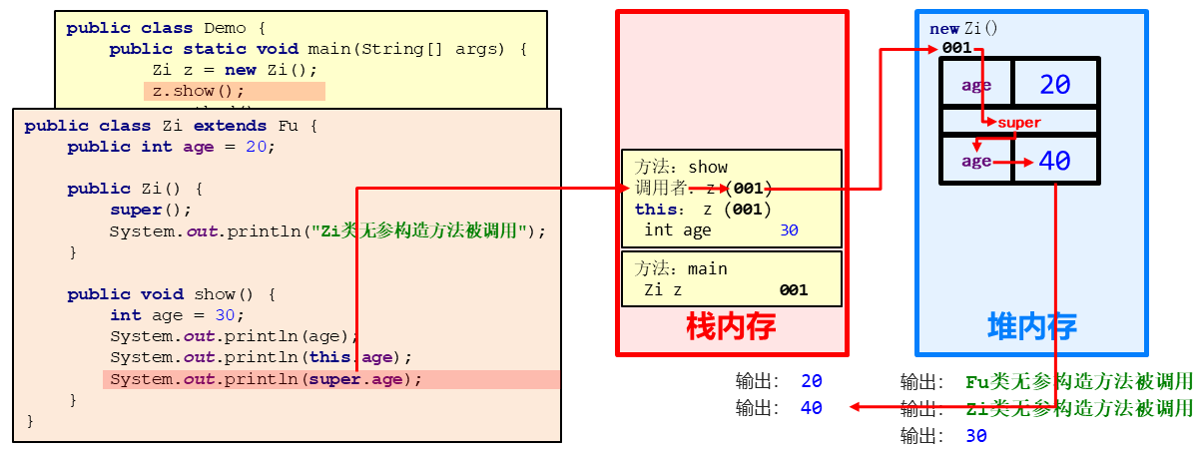 public class Demo {
public static void main(String[] args) {
Zi z = new Zi();
z.show();
public class Zi extends Fu {
public int age = 20;
public Zi() {
super();
System.out.println("Zi类无参构造方法被调用");
}
public void show() {
int age = 30;
System.out.println(age);
System.out.println(this.age);
System.out.println(super.age);
}
}
方法: show
调用者: z (001)
this: z (001)
int age 30
方法: main
Zi z 001
栈内存
new Zi()
001
age 20
super
age 40
堆内存
输出: 20
输出: 40
输出: Fu类无参构造方法被调用
输出: Zi类无参构造方法被调用
输出: 30